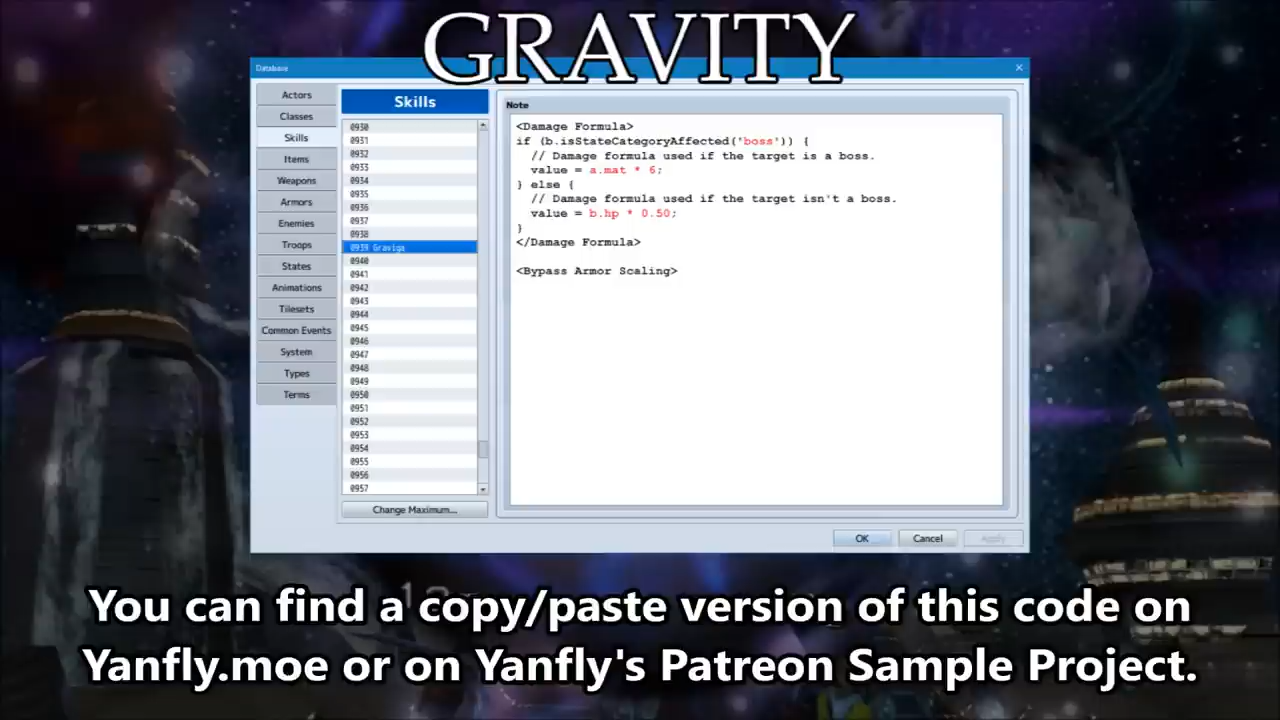 GRAVITY
Database
Actors
Classes
Skills
Items
Weapons
Armors
Enemies
Troops
States
Animations
Tilesets
Common Events
System
Types
Terms
Skills
0930
0931
0932
0933
0934
0935
0936
0937
0938
0939 Graviga
0940
0941
0942
0943
0944
0945
0946
0947
0948
0949
0950
0951
0952
0953
0954
0955
0956
0957
Change Maximum...
Note
<Damage Formula>
if (b.isStateCategoryAffected('boss')) {
// Damage formula used if the target is a boss.
value = a.mat * 6;
} else {
// Damage formula used if the target isn't a boss.
value = b.hp * 0.50;
}
</Damage Formula>
<Bypass Armor Scaling>
OK
Cancel
Apply
You can find a copy/paste version of this code on
Yanfly.moe or on Yanfly's Patreon Sample Project.